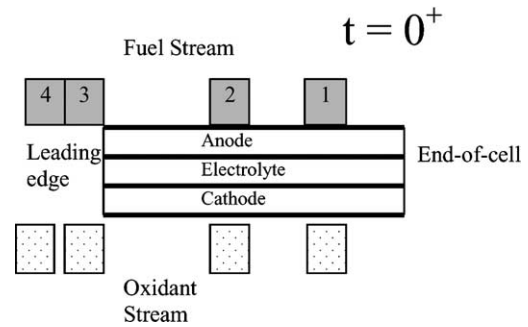 t = 0⁺
Fuel Stream
4 3 2 1
Anode
Leading
edge
Electrolyte
End-of-cell
Cathode
Oxidant
Stream